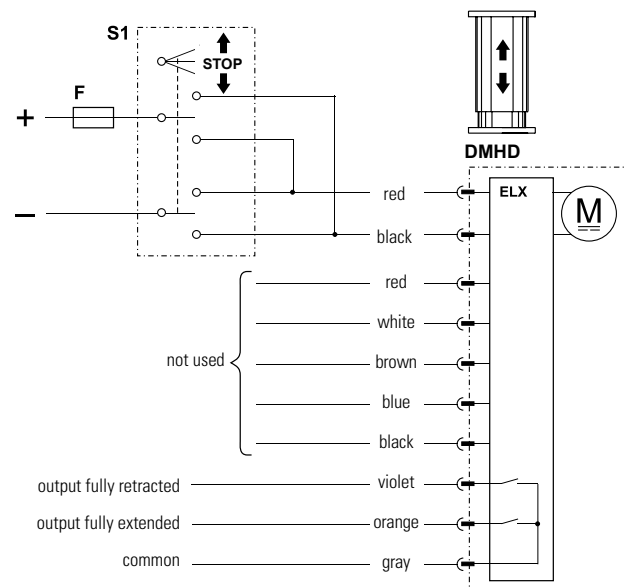 S1
STOP
F
+
−
DMHD
red
ELX
M
black
red
white
not used
brown
blue
black
output fully retracted
violet
output fully extended
orange
common
gray